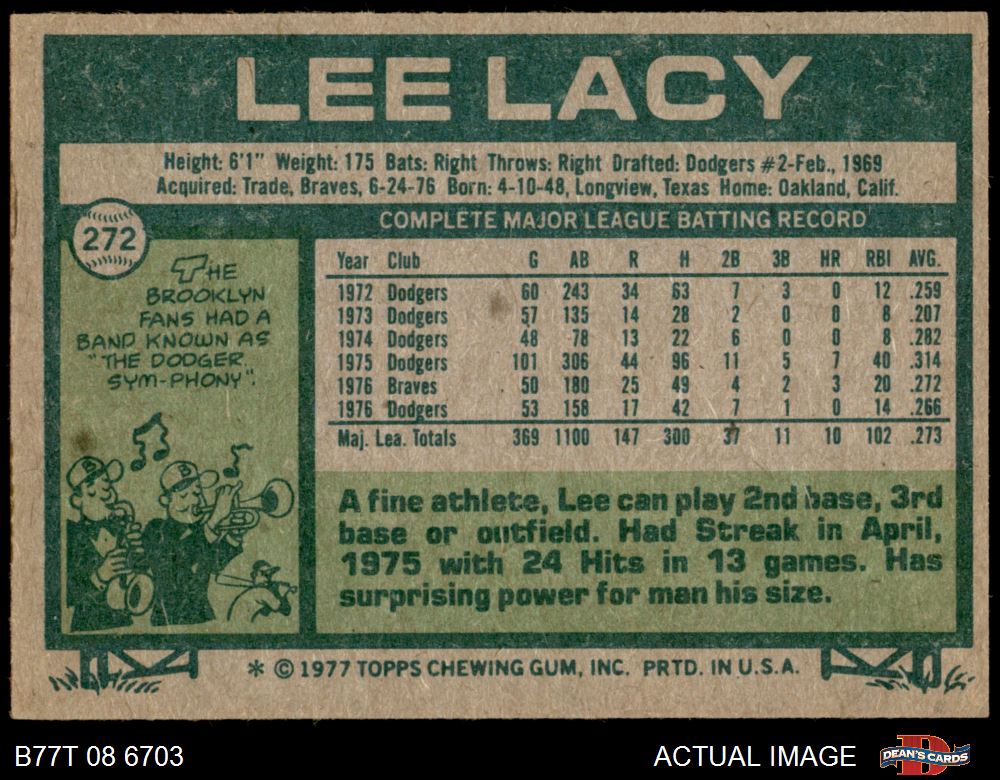 LEE LACY
Height: 6'1" Weight: 175 Bats: Right Throws: Right Drafted: Dodgers #2-Feb., 1969
Acquired: Trade, Braves, 6-24-76 Born: 4-10-48, Longview, Texas Home: Oakland, Calif.
272
THE
BROOKLYN
FANS HAD A
BAND KNOWN AS
"THE DODGER
SYM-PHONY".
B
COMPLETE MAJOR LEAGUE BATTING RECORD
Year Club G AB R H 2B 3B HR RBI AVG.
1972 Dodgers 60 243 34 63 7 3 0 12 .259
1973 Dodgers 57 135 14 28 2 0 0 8 .207
1974 Dodgers 48 78 13 22 6 0 0 8 .282
1975 Dodgers 101 306 44 96 11 5 7 40 .314
1976 Braves 50 180 25 49 4 2 3 20 .272
1976 Dodgers 53 158 17 42 7 1 0 14 .266
Maj. Lea. Totals 369 1100 147 300 37 11 10 102 .273
A fine athlete, Lee can play 2nd base, 3rd
base or outfield. Had Streak in April,
1975 with 24 Hits in 13 games. Has
surprising power for man his size.
* © 1977 TOPPS CHEWING GUM, INC. PRTD. IN U.S.A.
B77T 08 6703
ACTUAL IMAGE
D
DEAN'S CARDS